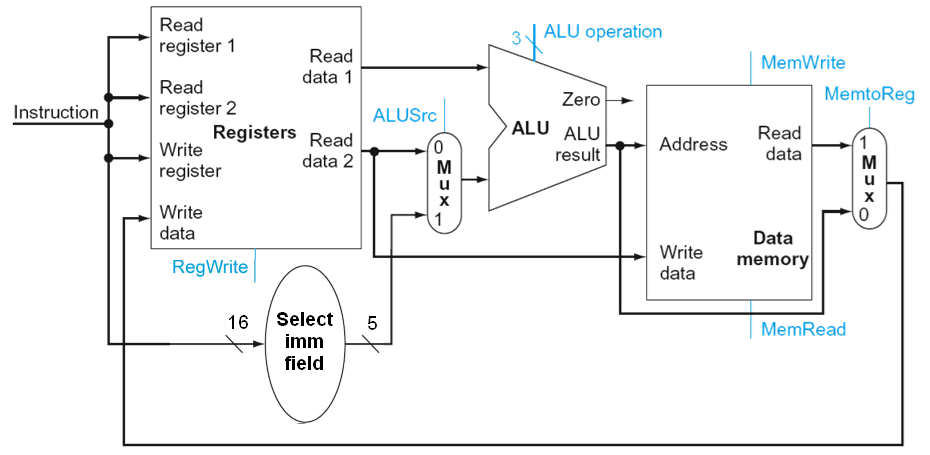 Read
register 1
Read
register 2
Instruction
Registers
Write
register
Write
data
Read
data 1
Read
data 2
RegWrite
16
Select
imm
field
5
ALUSrc
0
Mux
1
3
ALU operation
Zero
ALU
ALU
result
MemWrite
Address
Read
data
Write
data
Data
memory
MemRead
MemtoReg
1
Mux
0